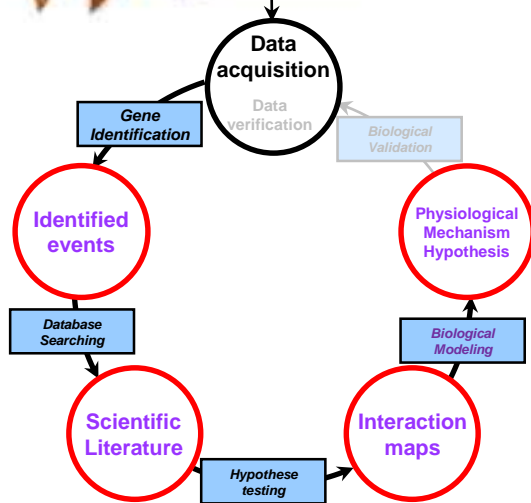 Data
acquisition
Data
verification
Gene
Identification
Biological
Validation
Identified
events
Physiological
Mechanism
Hypothesis
Database
Searching
Biological
Modeling
Scientific
Literature
Interaction
maps
Hypothese
testing